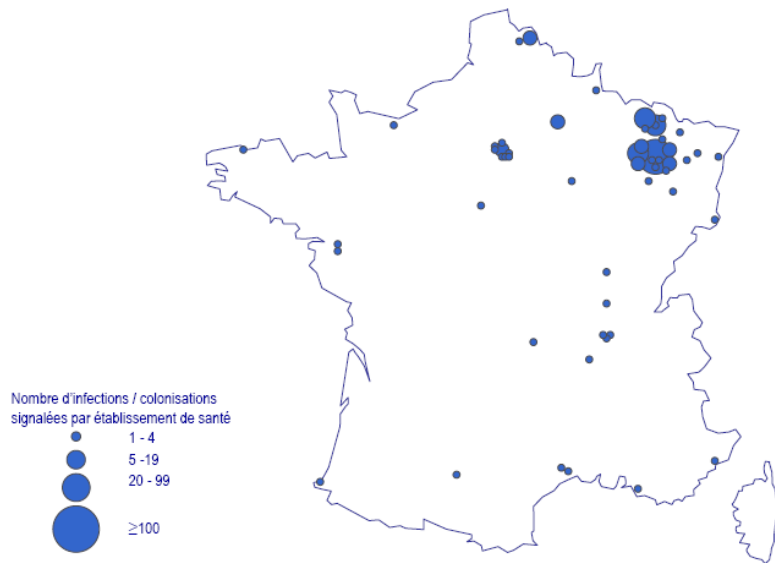 Nombre d'infections / colonisations
signalées par établissement de santé
1 - 4
5 -19
20 - 99
≥100